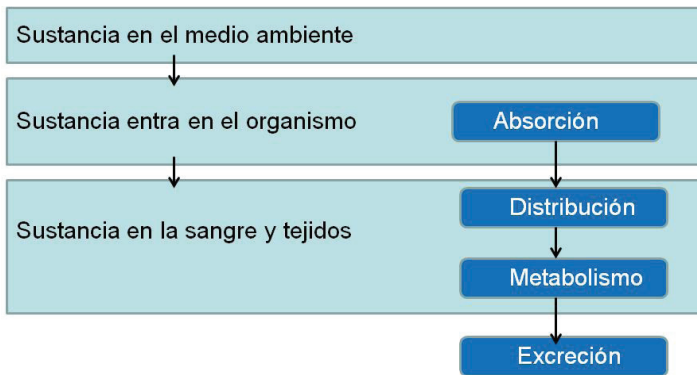 Sustancia en el medio ambiente
Sustancia entra en el organismo
Absorción
Distribución
Sustancia en la sangre y tejidos
Metabolismo
Excreción